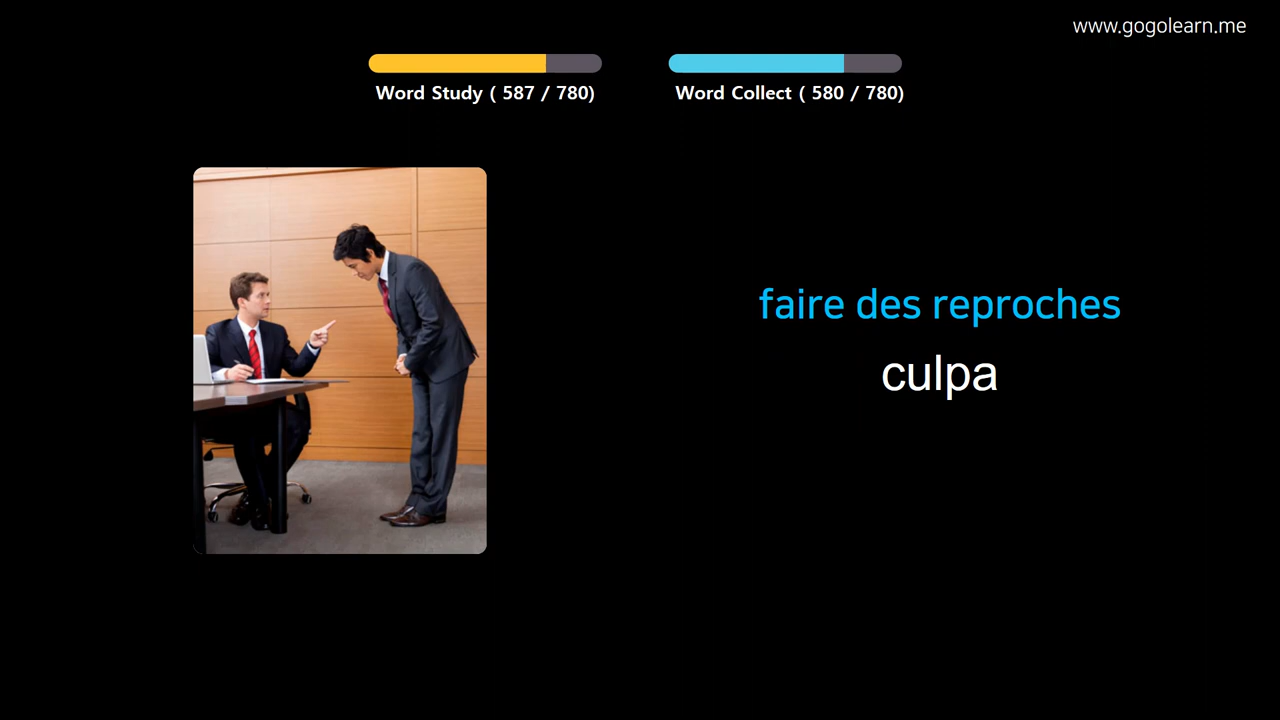 www.gogolearn.me
Word Study ( 587 / 780)
Word Collect ( 580 / 780)
faire des reproches
culpa